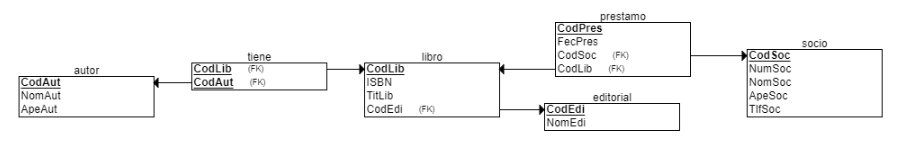 autor
CodAut
NomAut
ApeAut
tiene
CodLib (FK)
CodAut (FK)
libro
CodLib
ISBN
TitLib
CodEdi (FK)
prestamo
CodPres
FecPres
CodSoc (FK)
CodLib (FK)
editorial
CodEdi
NomEdi
socio
CodSoc
NumSoc
NomSoc
ApeSoc
TlfSoc